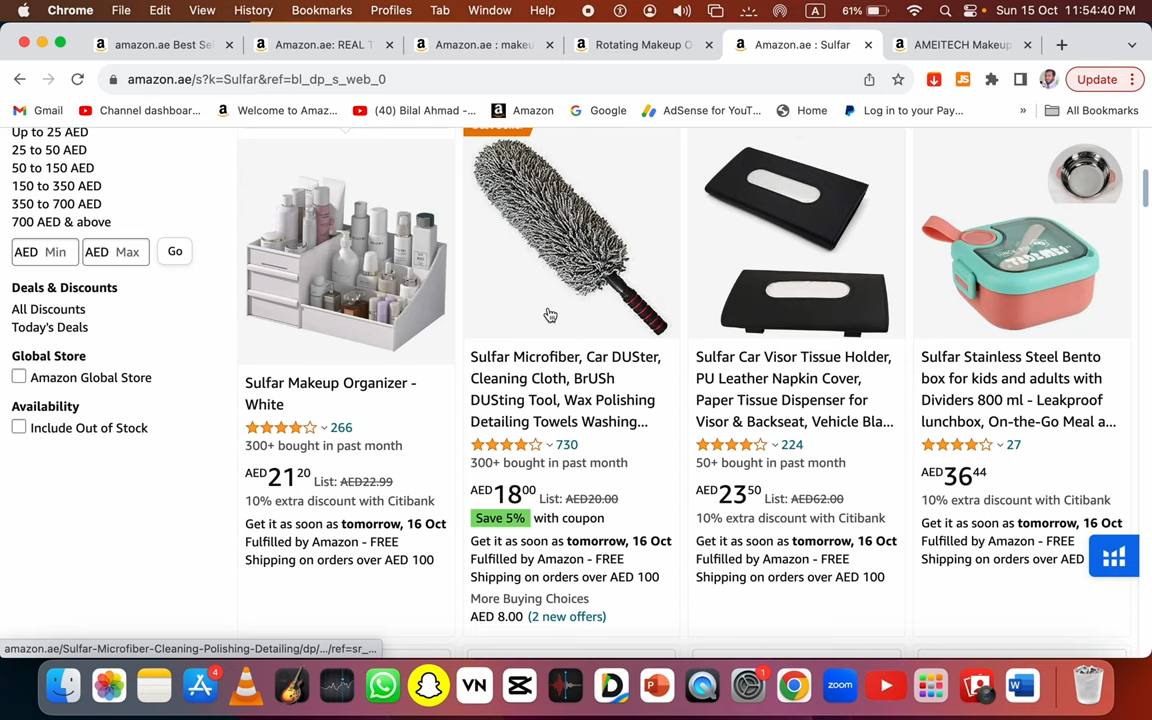 Chrome File Edit View History Bookmarks Profiles Tab Window Help A 61% Sun 15 Oct 11:54:40 PM
amazon.ae Best Se
Amazon.ae: REAL T
Amazon.ae : makeu
Rotating Makeup O
Amazon.ae : Sulfar
AMEITECH Makeup
amazon.ae/s?k=Sulfar&ref=bl_dp_s_web_0
JS
Update
Gmail
Channel dashboar...
Welcome to Amaz...
(40) Bilal Ahmad -...
Amazon
Google
AdSense for YouT...
Home
Log in to your Pay...
»
All Bookmarks
Up to 25 AED
25 to 50 AED
50 to 150 AED
150 to 350 AED
350 to 700 AED
700 AED & above
AED Min AED Max Go
Deals & Discounts
All Discounts
Today's Deals
Global Store
Amazon Global Store
Availability
Include Out of Stock
Sulfar Makeup Organizer -
White
266
300+ bought in past month
AED 21 20 List: AED22.99
10% extra discount with Citibank
Get it as soon as tomorrow, 16 Oct
Fulfilled by Amazon - FREE
Shipping on orders over AED 100
Sulfar Microfiber, Car DUSter,
Cleaning Cloth, BrUSh
DUSting Tool, Wax Polishing
Detailing Towels Washing...
730
300+ bought in past month
AED 18 00 List: AED20.00
Save 5% with coupon
Get it as soon as tomorrow, 16 Oct
Fulfilled by Amazon - FREE
Shipping on orders over AED 100
More Buying Choices
AED 8.00 (2 new offers)
Sulfar Car Visor Tissue Holder,
PU Leather Napkin Cover,
Paper Tissue Dispenser for
Visor & Backseat, Vehicle Bla...
224
50+ bought in past month
AED 23 50 List: AED62.00
10% extra discount with Citibank
Get it as soon as tomorrow, 16 Oct
Fulfilled by Amazon - FREE
Shipping on orders over AED 100
Sulfar Stainless Steel Bento
box for kids and adults with
Dividers 800 ml - Leakproof
lunchbox, On-the-Go Meal a...
27
AED 36 44
10% extra discount with Citibank
Get it as soon as tomorrow, 16 Oct
Fulfilled by Amazon - FREE
Shipping on orders over AED
amazon.ae/Sulfar-Microfiber-Cleaning-Polishing-Detailing/dp/.../ref=sr_...
4
VN
1
zoom